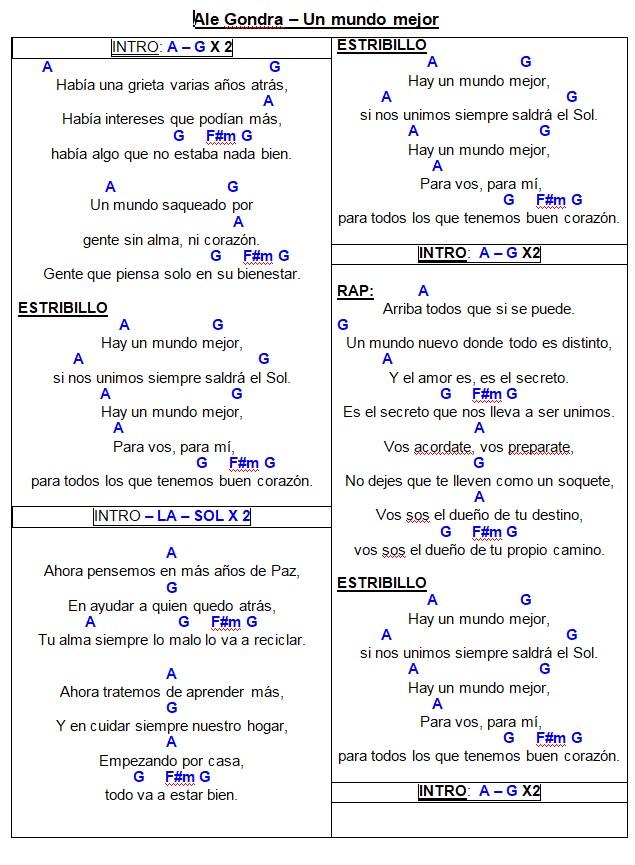 Ale Gondra – Un mundo mejor
INTRO: A – G X 2
A G
Había una grieta varias años atrás,
A
Había intereses que podían más,
G F#m G
había algo que no estaba nada bien.
A G
Un mundo saqueado por
A
gente sin alma, ni corazón.
G F#m G
Gente que piensa solo en su bienestar.
ESTRIBILLO
A G
Hay un mundo mejor,
A G
si nos unimos siempre saldrá el Sol.
A G
Hay un mundo mejor,
A
Para vos, para mí,
G F#m G
para todos los que tenemos buen corazón.
INTRO – LA – SOL X 2
A
Ahora pensemos en más años de Paz,
G
En ayudar a quien quedo atrás,
A G F#m G
Tu alma siempre lo malo lo va a reciclar.
A
Ahora tratemos de aprender más,
G
Y en cuidar siempre nuestro hogar,
A
Empezando por casa,
G F#m G
todo va a estar bien.
ESTRIBILLO
A G
Hay un mundo mejor,
A G
si nos unimos siempre saldrá el Sol.
A G
Hay un mundo mejor,
A
Para vos, para mí,
G F#m G
para todos los que tenemos buen corazón.
INTRO: A – G X2
RAP: A
Arriba todos que si se puede.
G
Un mundo nuevo donde todo es distinto,
A
Y el amor es, es el secreto.
G F#m G
Es el secreto que nos lleva a ser unimos.
A
Vos acordate, vos preparate,
G
No dejes que te lleven como un soquete,
A
Vos sos el dueño de tu destino,
G F#m G
vos sos el dueño de tu propio camino.
ESTRIBILLO
A G
Hay un mundo mejor,
A G
si nos unimos siempre saldrá el Sol.
A G
Hay un mundo mejor,
A
Para vos, para mí,
G F#m G
para todos los que tenemos buen corazón.
INTRO: A – G X2